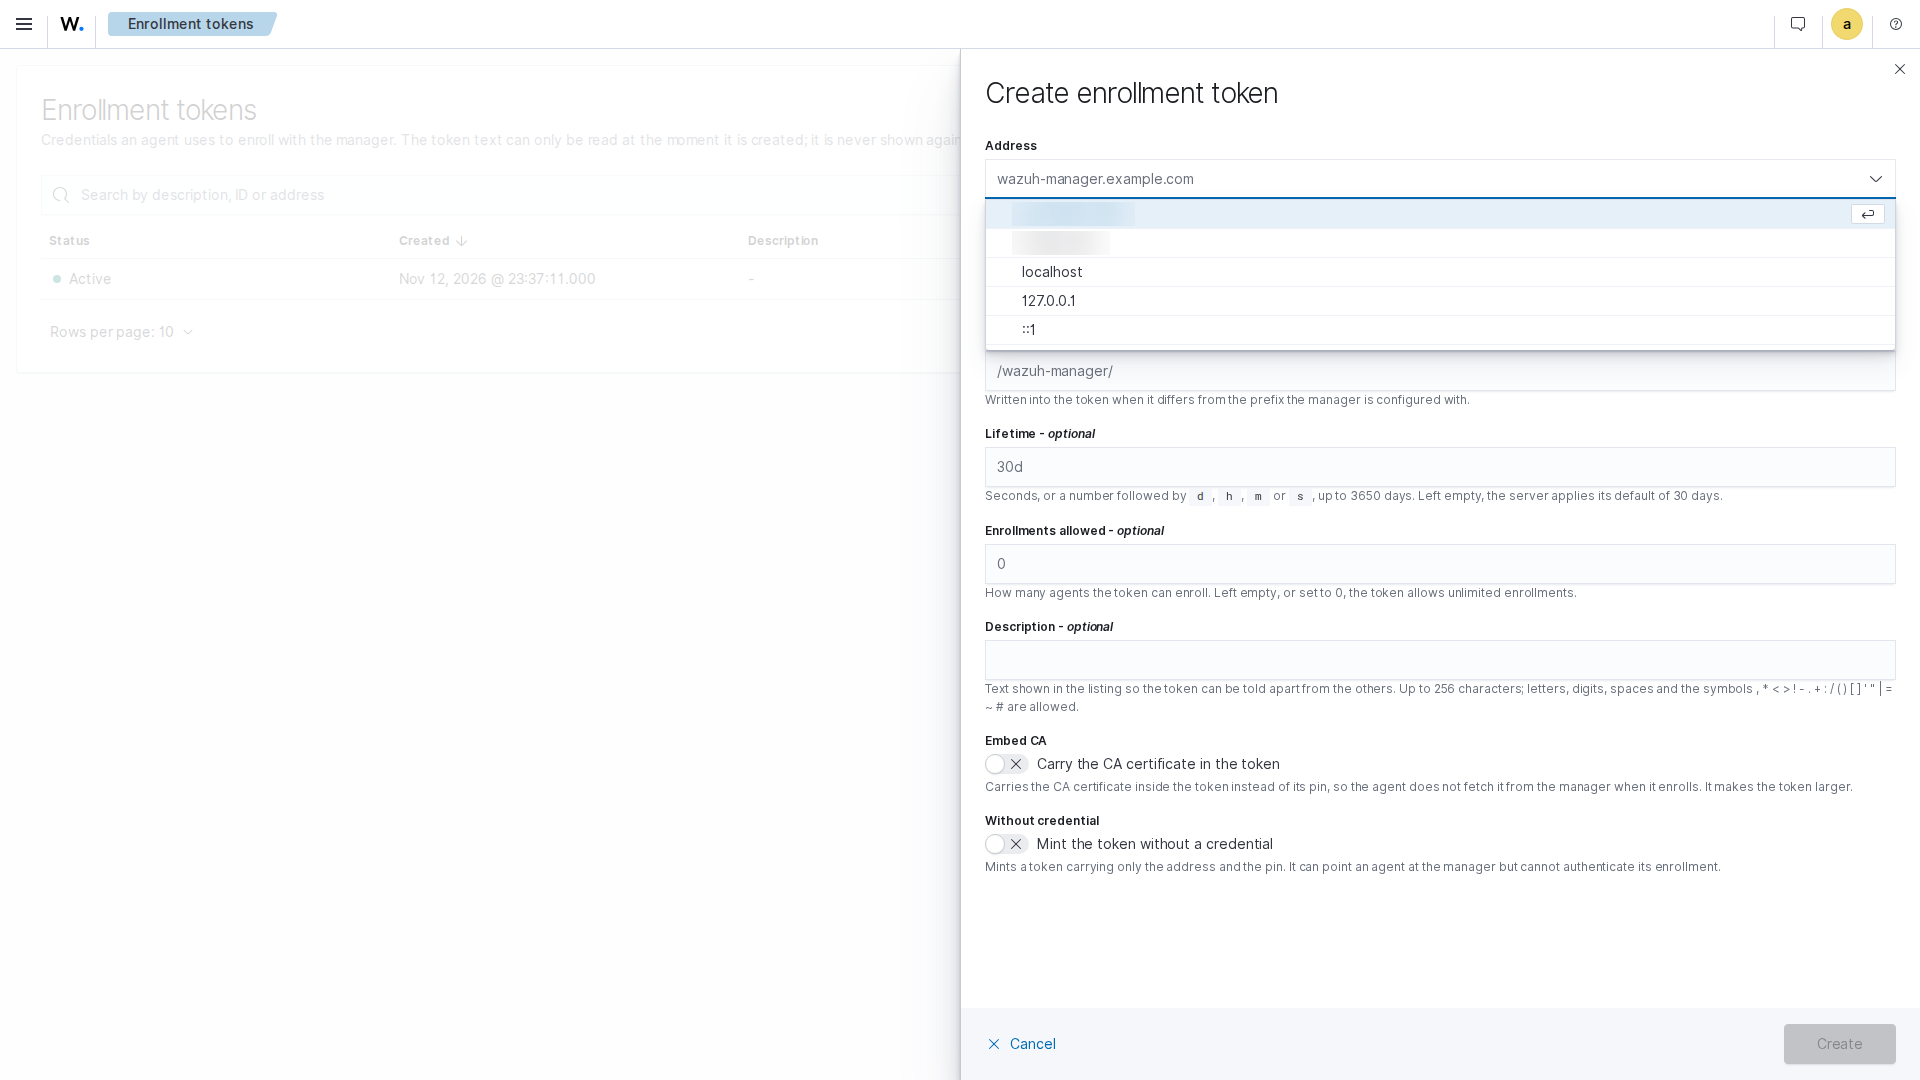 W.
Enrollment tokens
a
Enrollment tokens
Credentials an agent uses to enroll with the manager. The token text can only be read at the moment it is created; it is never shown again
Search by description, ID or address
Status Created Description
Active Nov 12, 2026 @ 23:37:11.000 -
Rows per page: 10
Create enrollment token
Address
wazuh-manager.example.com
localhost
127.0.0.1
::1
/wazuh-manager/
Written into the token when it differs from the prefix the manager is configured with.
Lifetime - optional
30d
Seconds, or a number followed by d , h , m or s , up to 3650 days. Left empty, the server applies its default of 30 days.
Enrollments allowed - optional
0
How many agents the token can enroll. Left empty, or set to 0, the token allows unlimited enrollments.
Description - optional
Text shown in the listing so the token can be told apart from the others. Up to 256 characters; letters, digits, spaces and the symbols , * < > ! - . + : / ( ) [ ] ' " | =
~ # are allowed.
Embed CA
Carry the CA certificate in the token
Carries the CA certificate inside the token instead of its pin, so the agent does not fetch it from the manager when it enrolls. It makes the token larger.
Without credential
Mint the token without a credential
Mints a token carrying only the address and the pin. It can point an agent at the manager but cannot authenticate its enrollment.
Cancel
Create